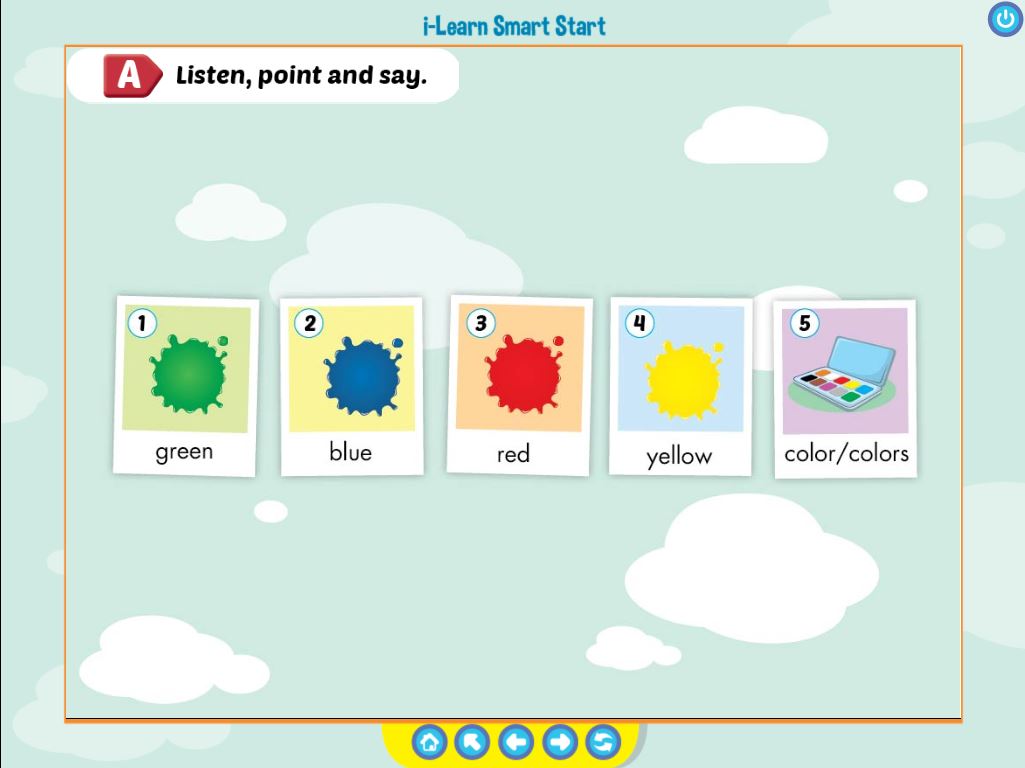 i-Learn Smart Start
A Listen, point and say.
1 2 3 4 5
green blue red yellow color/colors